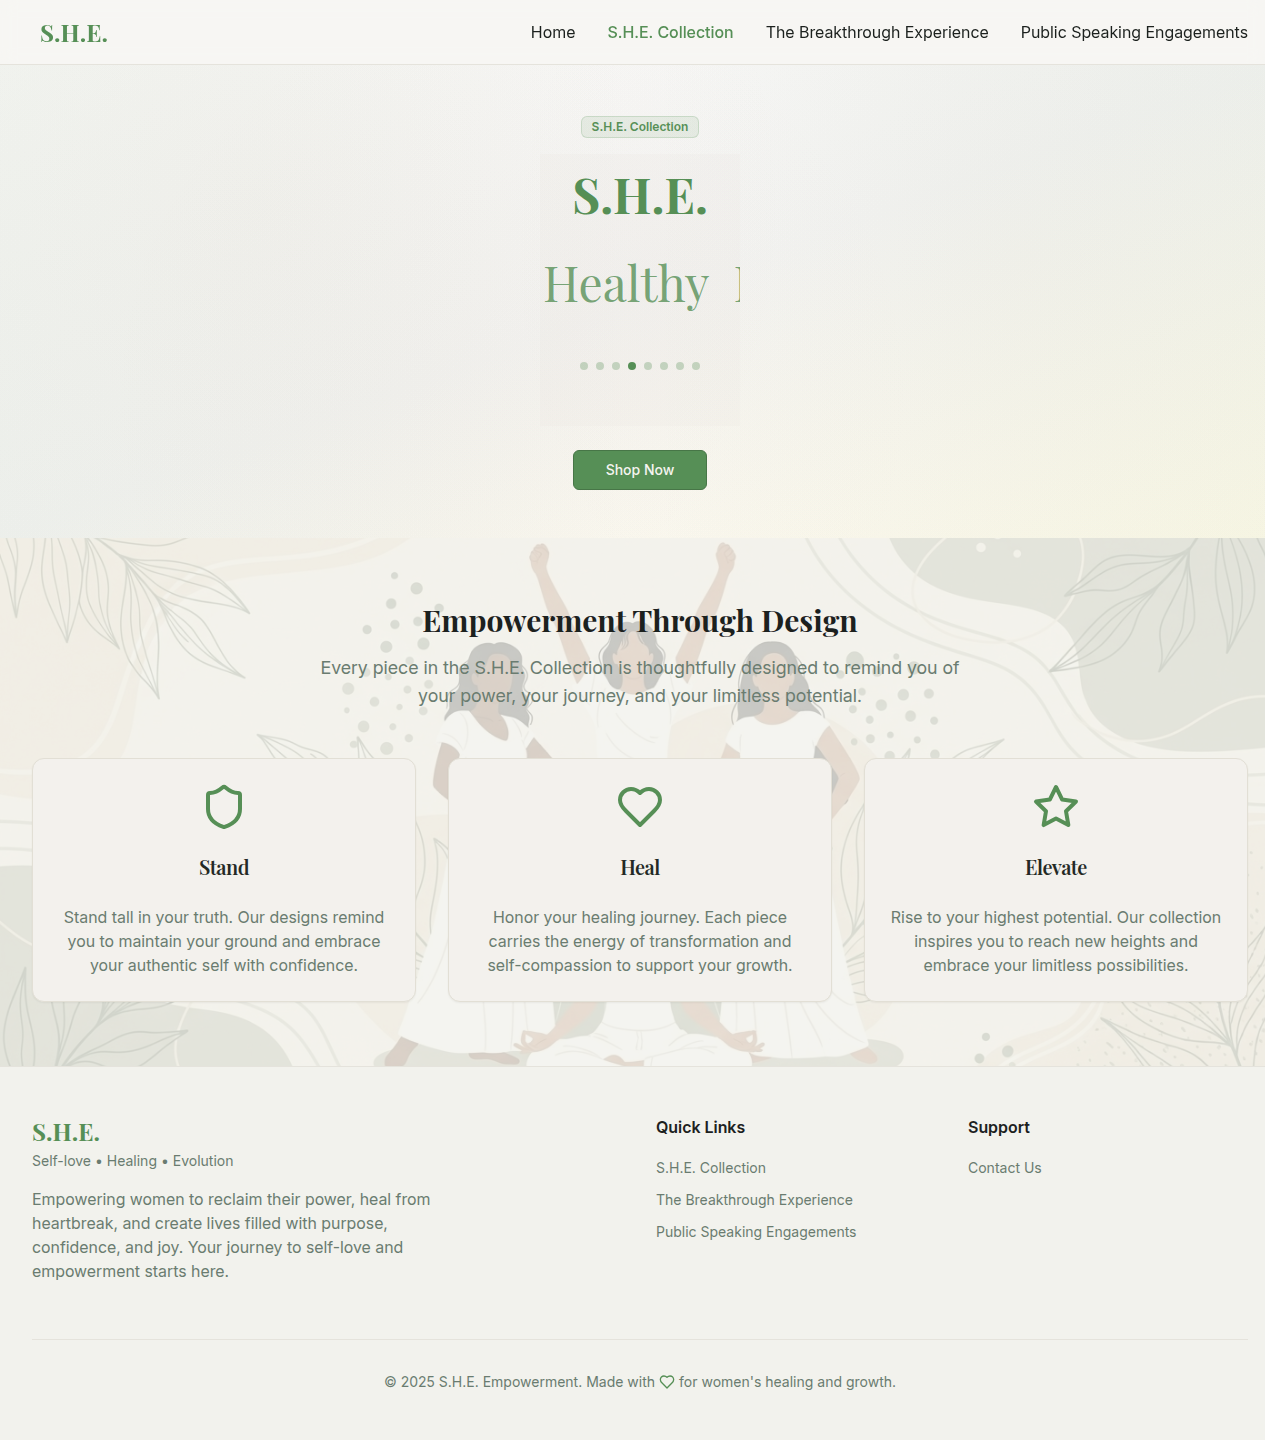 S.H.E.
Home
S.H.E. Collection
The Breakthrough Experience
Public Speaking Engagements
S.H.E. Collection
S.H.E.
Healthy
Shop Now
Empowerment Through Design
Every piece in the S.H.E. Collection is thoughtfully designed to remind you of
your power, your journey, and your limitless potential.
Stand
Stand tall in your truth. Our designs remind
you to maintain your ground and embrace
your authentic self with confidence.
Heal
Honor your healing journey. Each piece
carries the energy of transformation and
self-compassion to support your growth.
Elevate
Rise to your highest potential. Our collection
inspires you to reach new heights and
embrace your limitless possibilities.
S.H.E.
Self-love • Healing • Evolution
Empowering women to reclaim their power, heal from
heartbreak, and create lives filled with purpose,
confidence, and joy. Your journey to self-love and
empowerment starts here.
Quick Links
S.H.E. Collection
The Breakthrough Experience
Public Speaking Engagements
Support
Contact Us
© 2025 S.H.E. Empowerment. Made with for women's healing and growth.